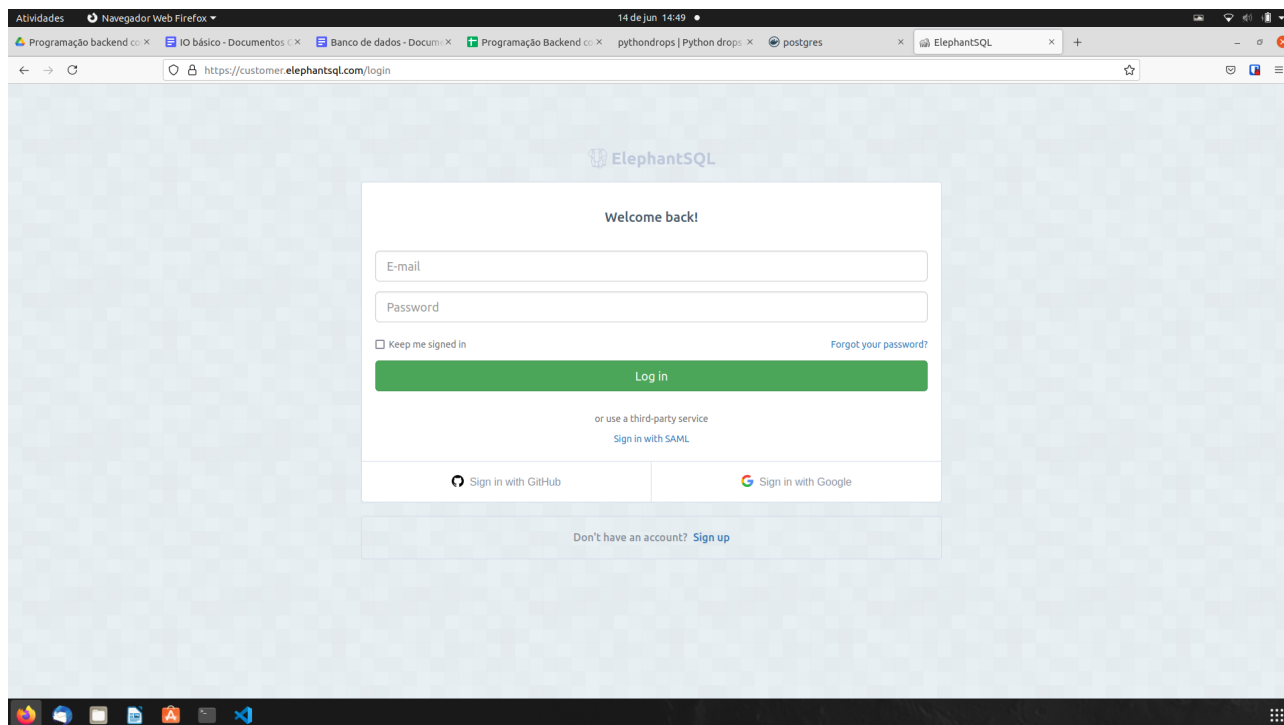 Atividades Navegador Web Firefox 14 de jun 14:49
Programação backend co IO básico - Documentos G Banco de dados - Docum Programação Backend co pythondrops | Python drops postgres ElephantSQL
https://customer.elephantsql.com/login
ElephantSQL
Welcome back!
E-mail
Password
Keep me signed in Forgot your password?
Log in
or use a third-party service
Sign in with SAML
Sign in with GitHub Sign in with Google
Don't have an account? Sign up